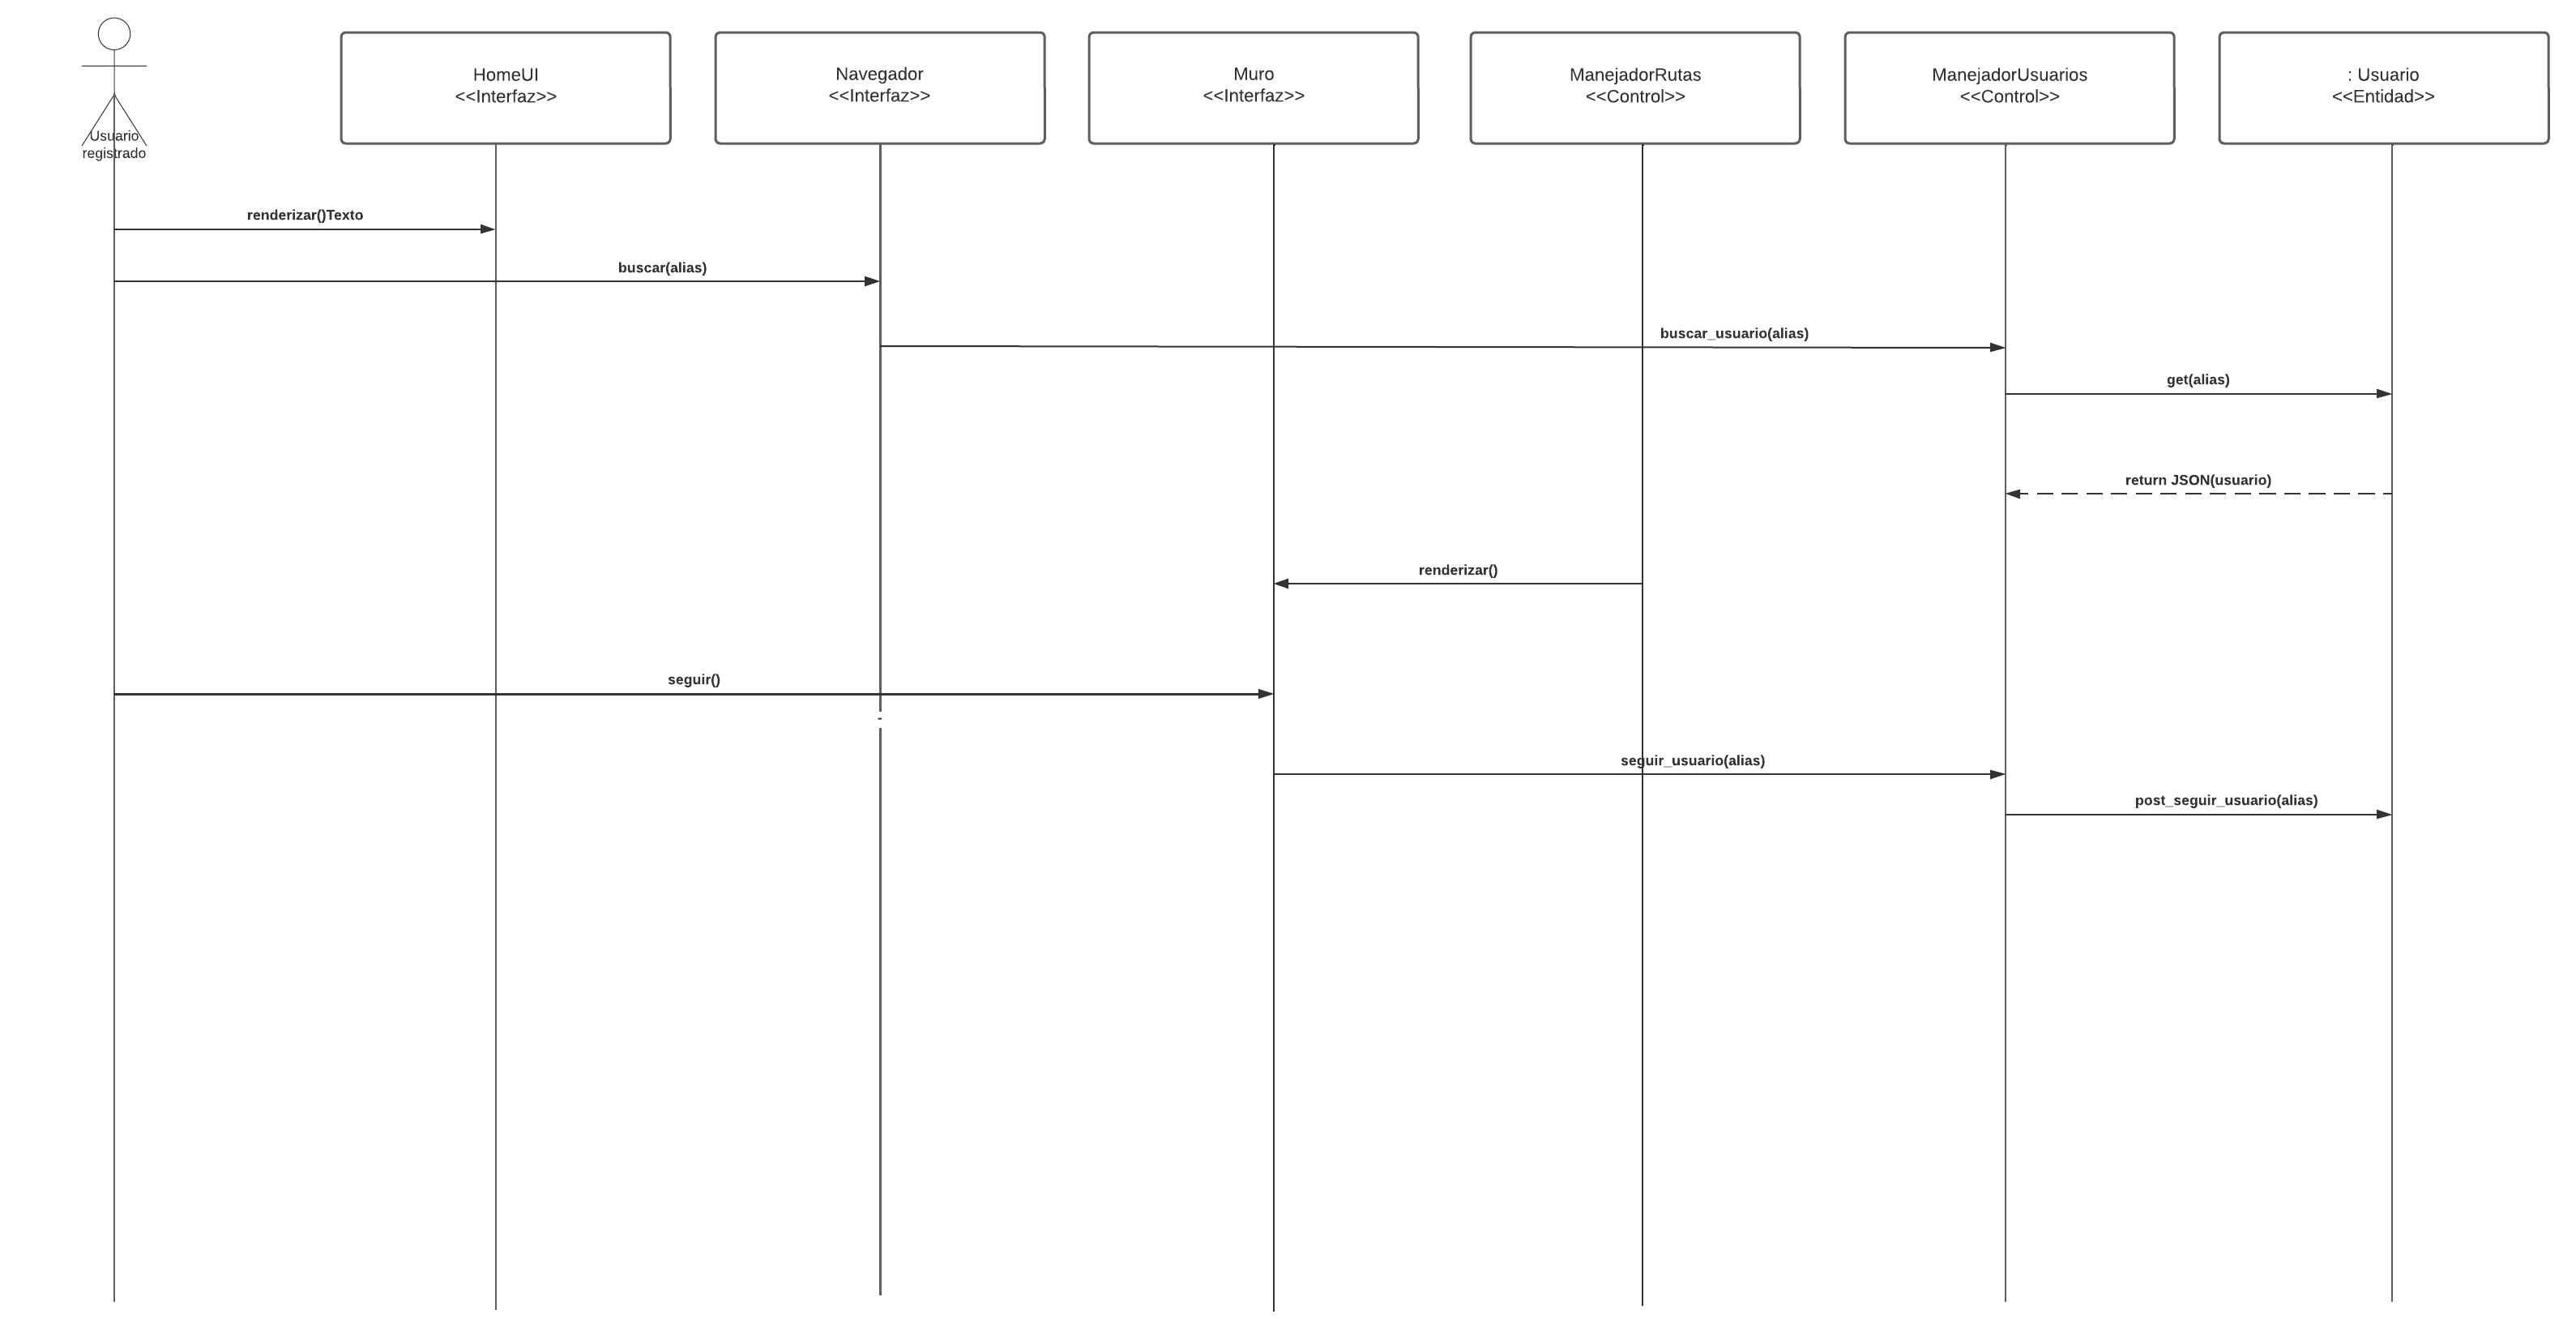 Usuario
registrado
HomeUI
<<Interfaz>>
Navegador
<<Interfaz>>
Muro
<<Interfaz>>
ManejadorRutas
<<Control>>
ManejadorUsuarios
<<Control>>
: Usuario
<<Entidad>>
renderizar()Texto
buscar(alias)
buscar_usuario(alias)
get(alias)
return JSON(usuario)
renderizar()
seguir()
seguir_usuario(alias)
post_seguir_usuario(alias)